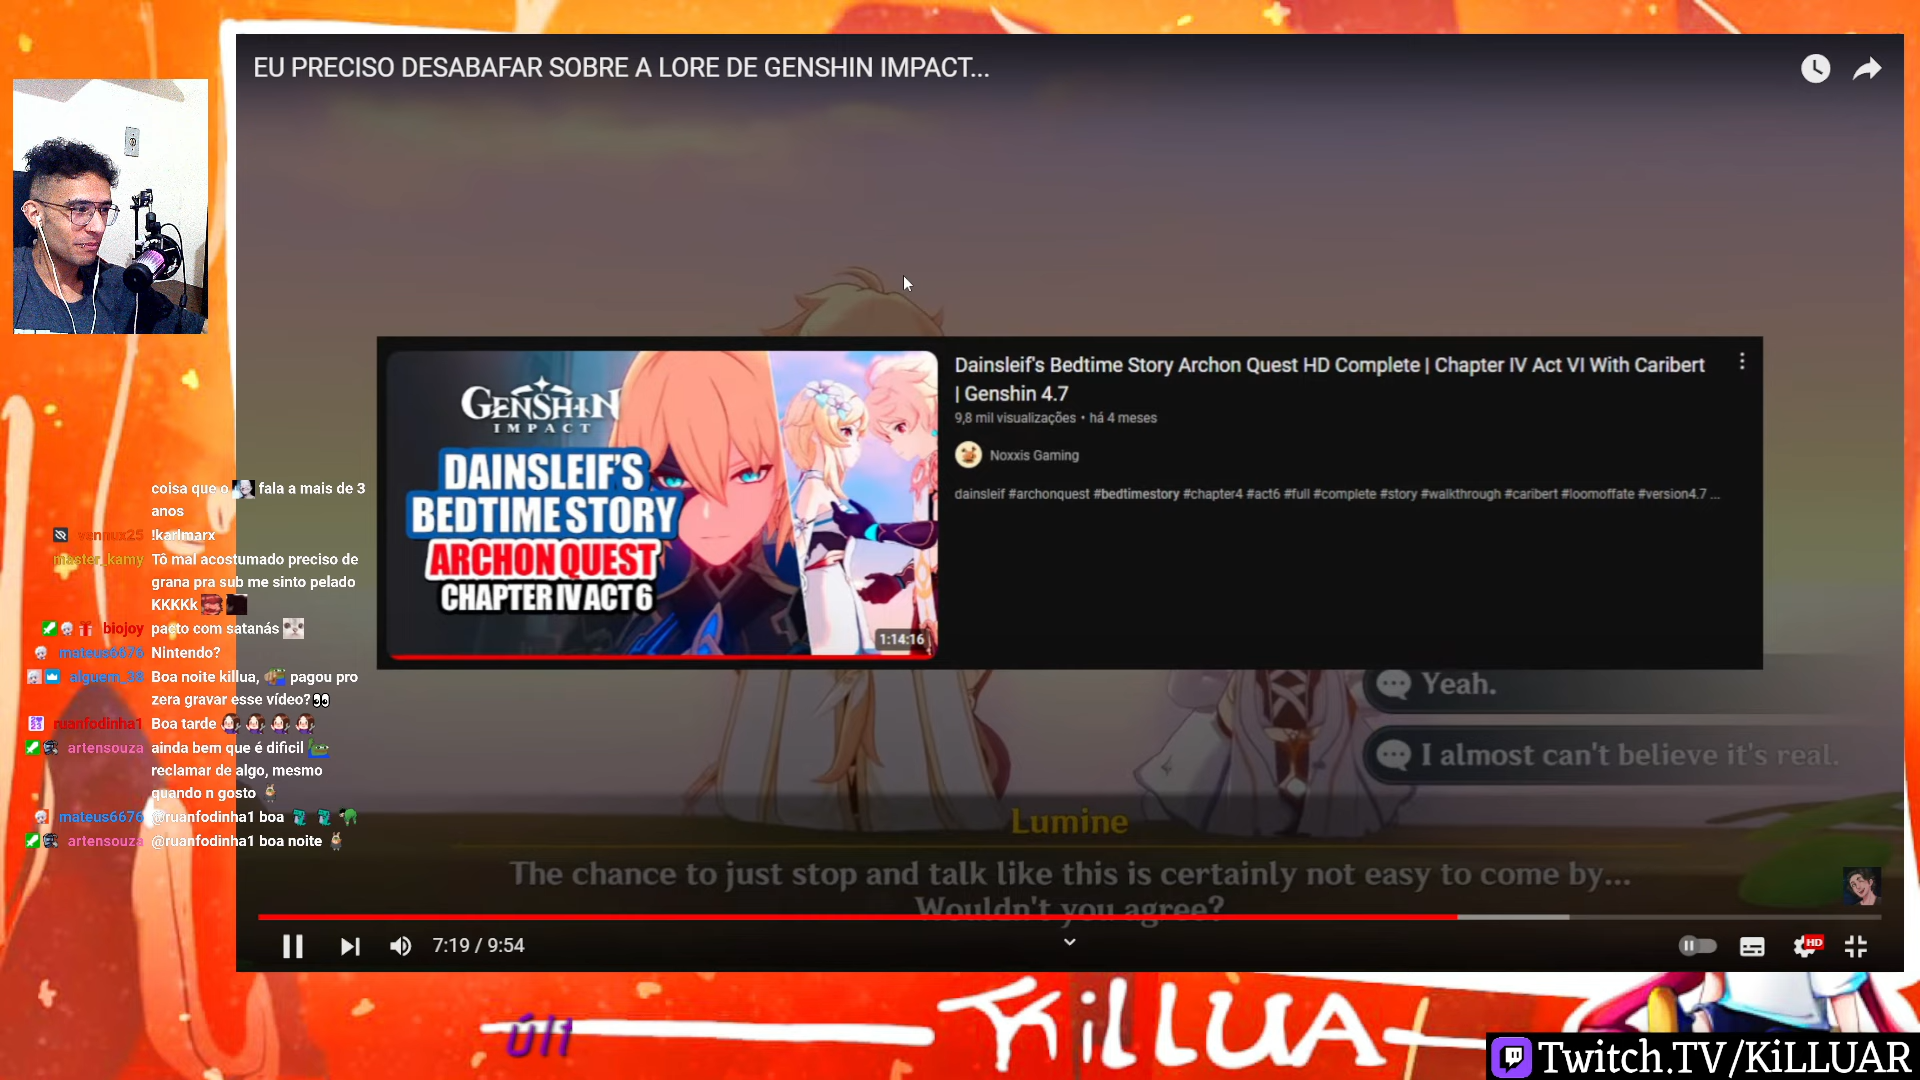 EU PRECISO DESABAFAR SOBRE A LORE DE GENSHIN IMPACT...
GENSHIN
IMPACT
DAINSLEIF'S
BEDTIME STORY
ARCHON QUEST
CHAPTER IV ACT 6
1:14:16
Dainsleif's Bedtime Story Archon Quest HD Complete | Chapter IV Act VI With Caribert
| Genshin 4.7
9,8 mil visualizações • há 4 meses
Noxxis Gaming
dainsleif #archonquest #bedtimestory #chapter4 #act6 #full #complete #story #walkthrough #caribert #loomoffate #version4.7 ...
coisa que o fala a mais de 3
anos
vennux25 !karlmarx
master_kamy Tô mal acostumado preciso de
grana pra sub me sinto pelado
KKKKk
biojoy pacto com satanás
mateus6676 Nintendo?
alguem_38 Boa noite killua, pagou pro
zera gravar esse vídeo?
ruanfodinha1 Boa tarde
artensouza ainda bem que é dificil
reclamar de algo, mesmo
quando n gosto
mateus6676 @ruanfodinha1 boa
artensouza @ruanfodinha1 boa noite
Yeah.
I almost can't believe it's real.
Lumine
The chance to just stop and talk like this is certainly not easy to come by...
Wouldn't you agree?
7:19 / 9:54
HD
Últ
KiLLUA
Twitch.TV/KiLLUAR